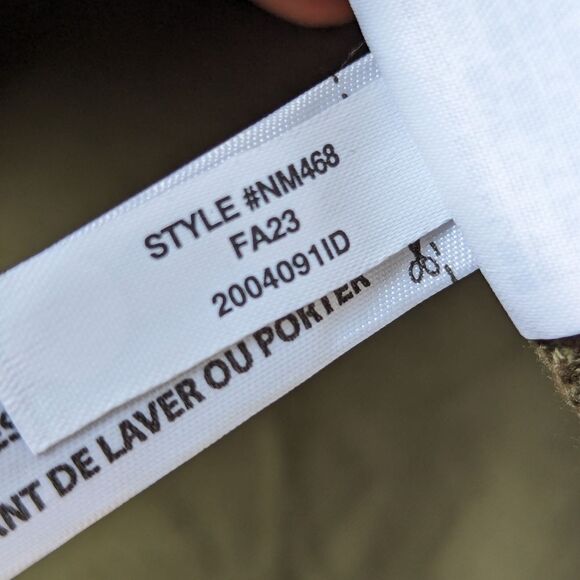 STYLE #NM468
FA23
2004091ID
DE LAVER OU PORTER